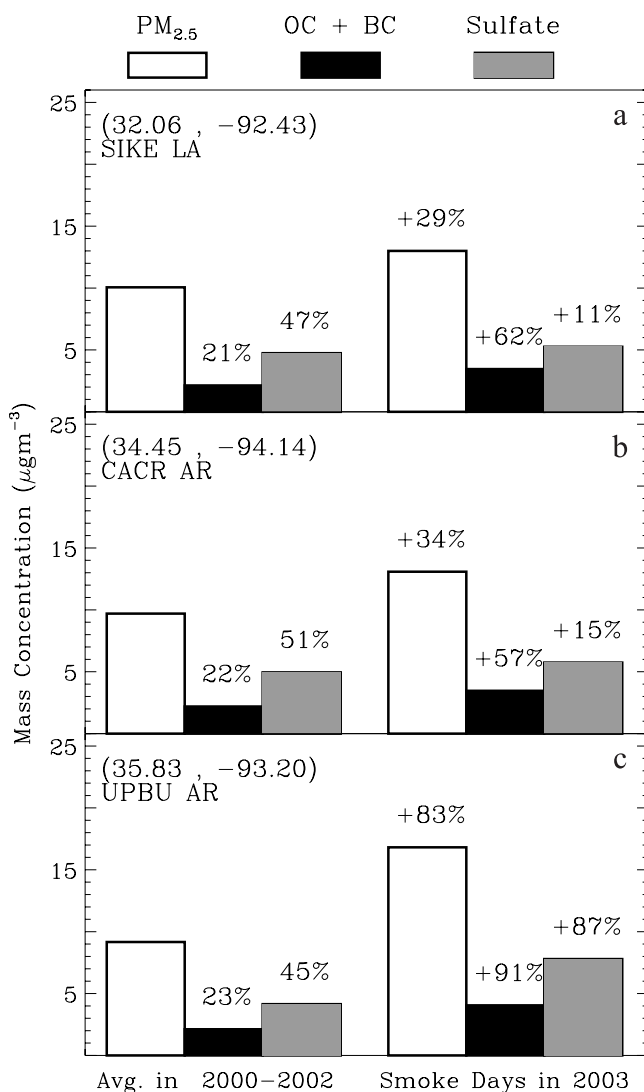 PM2.5 OC + BC Sulfate
25
(32.06 , −92.43) a
SIKE LA
15
+29%
47% +11%
21% +62%
5
25
(34.45 , −94.14) b
CACR AR
15
+34%
51% +15%
22% +57%
5
25
(35.83 , −93.20) c
UPBU AR
+83%
15
+87%
45% +91%
23%
5
Mass Concentration (μgm−3)
Avg. in 2000−2002 Smoke Days in 2003